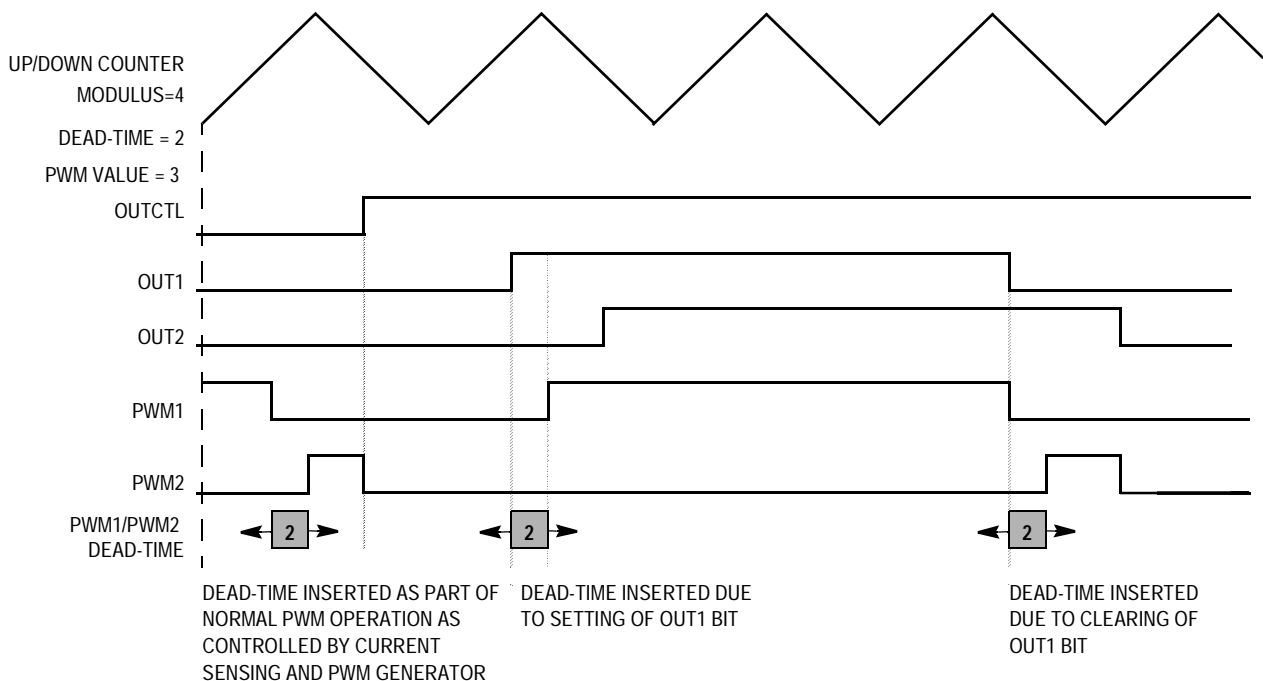 UP/DOWN COUNTER
MODULUS=4
DEAD-TIME = 2
PWM VALUE = 3
OUTCTL
OUT1
OUT2
PWM1
PWM2
PWM1/PWM2
DEAD-TIME
2
2
2
DEAD-TIME INSERTED AS PART OF
NORMAL PWM OPERATION AS
CONTROLLED BY CURRENT
SENSING AND PWM GENERATOR
DEAD-TIME INSERTED DUE
TO SETTING OF OUT1 BIT
DEAD-TIME INSERTED
DUE TO CLEARING OF
OUT1 BIT